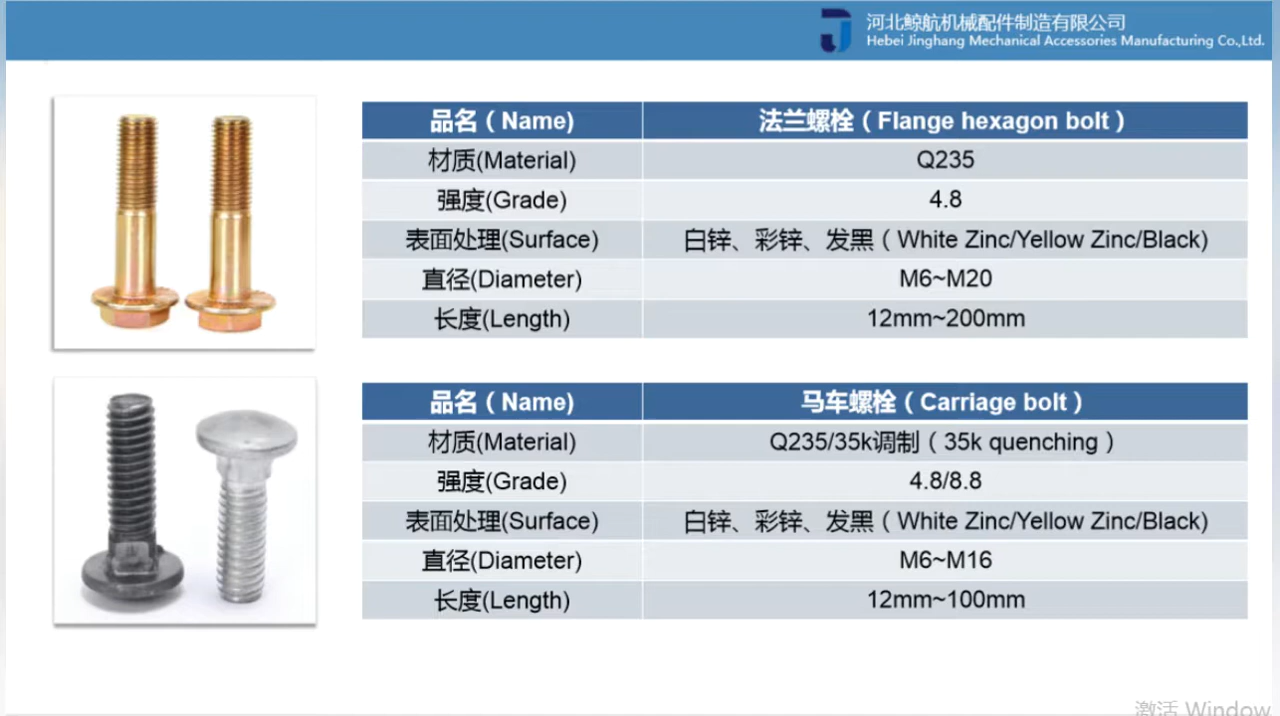 河北鲸航机械配件制造有限公司
Hebei Jinghang Mechanical Accessories Manufacturing Co.,Ltd.
品名（Name) 法兰螺栓（Flange hexagon bolt）
材质(Material) Q235
强度(Grade) 4.8
表面处理(Surface) 白锌、彩锌、发黑（White Zinc/Yellow Zinc/Black)
直径(Diameter) M6~M20
长度(Length) 12mm~200mm
品名（Name) 马车螺栓（Carriage bolt）
材质(Material) Q235/35k调制（35k quenching ）
强度(Grade) 4.8/8.8
表面处理(Surface) 白锌、彩锌、发黑（White Zinc/Yellow Zinc/Black)
直径(Diameter) M6~M16
长度(Length) 12mm~100mm
激活 Window